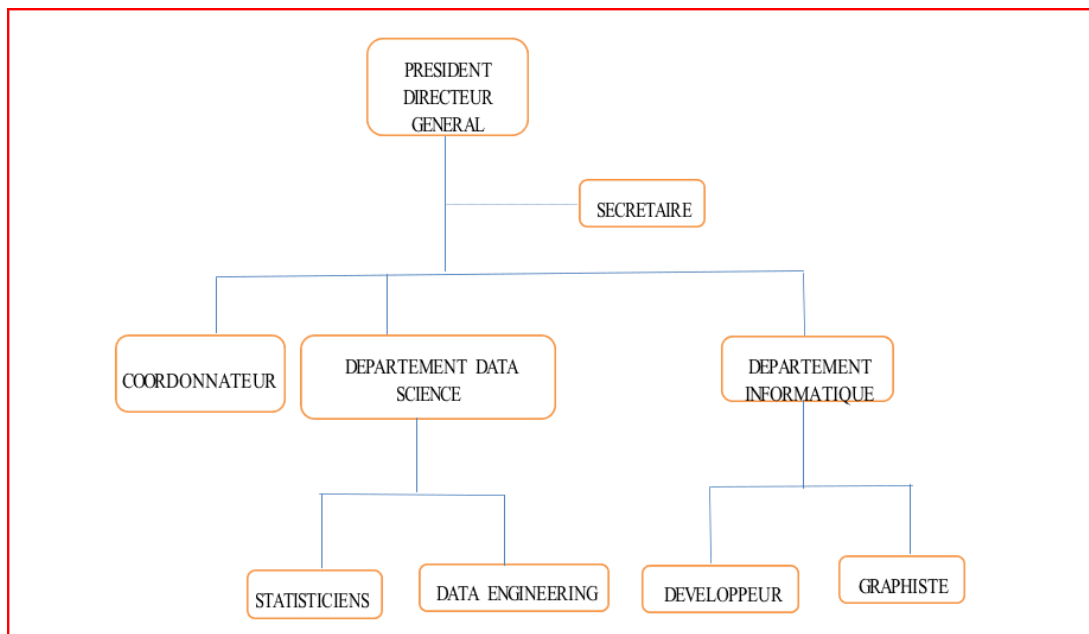 PRESIDENT
DIRECTEUR
GENERAL
SECRETAIRE
COORDONNATEUR
DEPARTEMENT DATA
SCIENCE
DEPARTEMENT
INFORMATIQUE
STATISTICIENS
DATA ENGINEERING
DEVELOPPEUR
GRAPHISTE